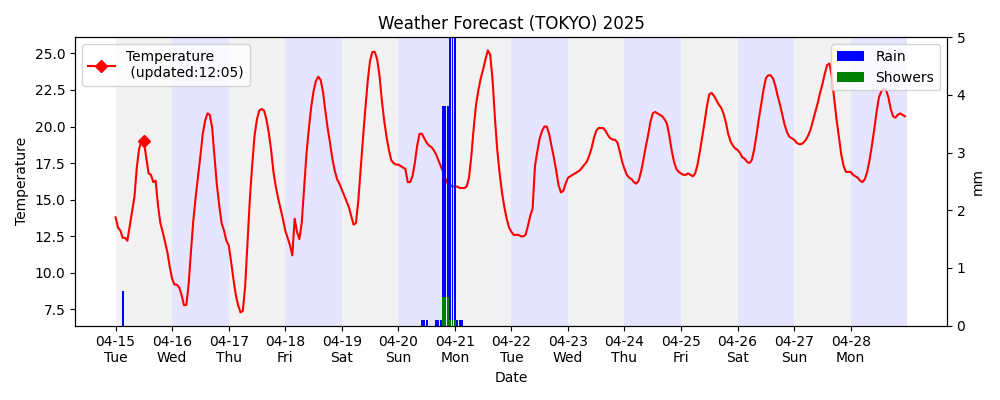 Weather Forecast (TOKYO) 2025
Temperature
(updated:12:05)
Rain
Showers
Temperature
25.0
22.5
20.0
17.5
15.0
12.5
10.0
7.5
5
4
3
2
1
0
mm
04-15 04-16 04-17 04-18 04-19 04-20 04-21 04-22 04-23 04-24 04-25 04-26 04-27 04-28
Tue Wed Thu Fri Sat Sun Mon Tue Wed Thu Fri Sat Sun Mon
Date